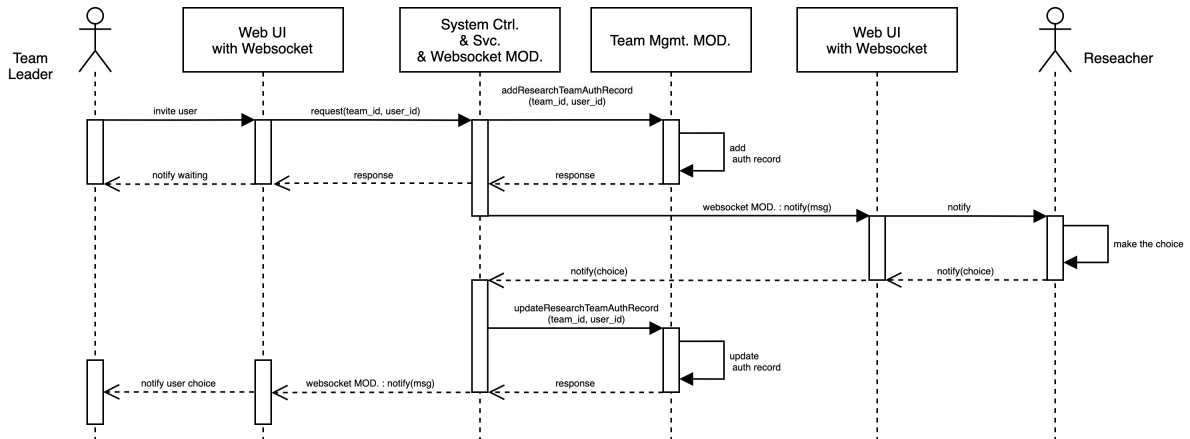 Team
Leader
Web UI
with Websocket
System Ctrl.
& Svc.
& Websocket MOD.
Team Mgmt. MOD.
Web UI
with Websocket
Reseacher
invite user
request(team_id, user_id)
addResearchTeamAuthRecord
(team_id, user_id)
add
auth record
notify waiting
response
response
websocket MOD. : notify(msg)
notify
make the choice
notify(choice)
notify(choice)
updateResearchTeamAuthRecord
(team_id, user_id)
update
auth record
notify user choice
websocket MOD. : notify(msg)
response